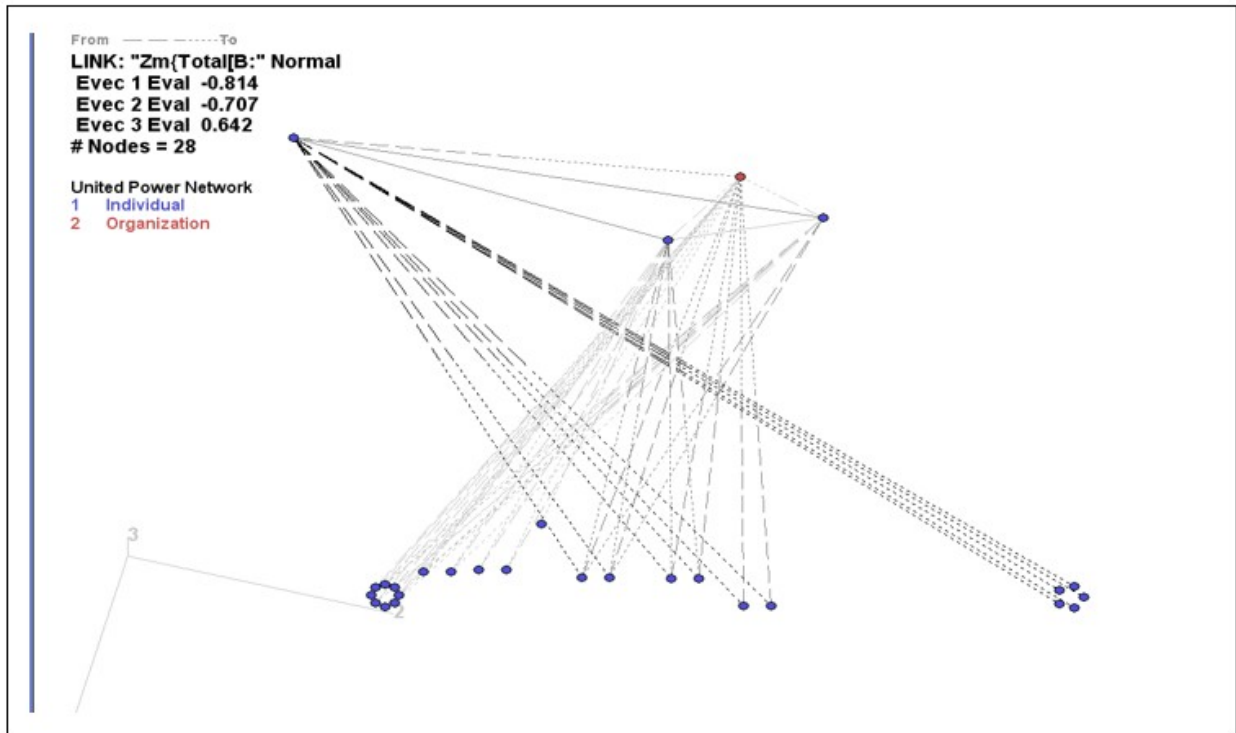 From To
LINK: "Zm{Total[B:" Normal
Evec 1 Eval -0.814
Evec 2 Eval -0.707
Evec 3 Eval 0.642
# Nodes = 28
United Power Network
1 Individual
2 Organization
3
2